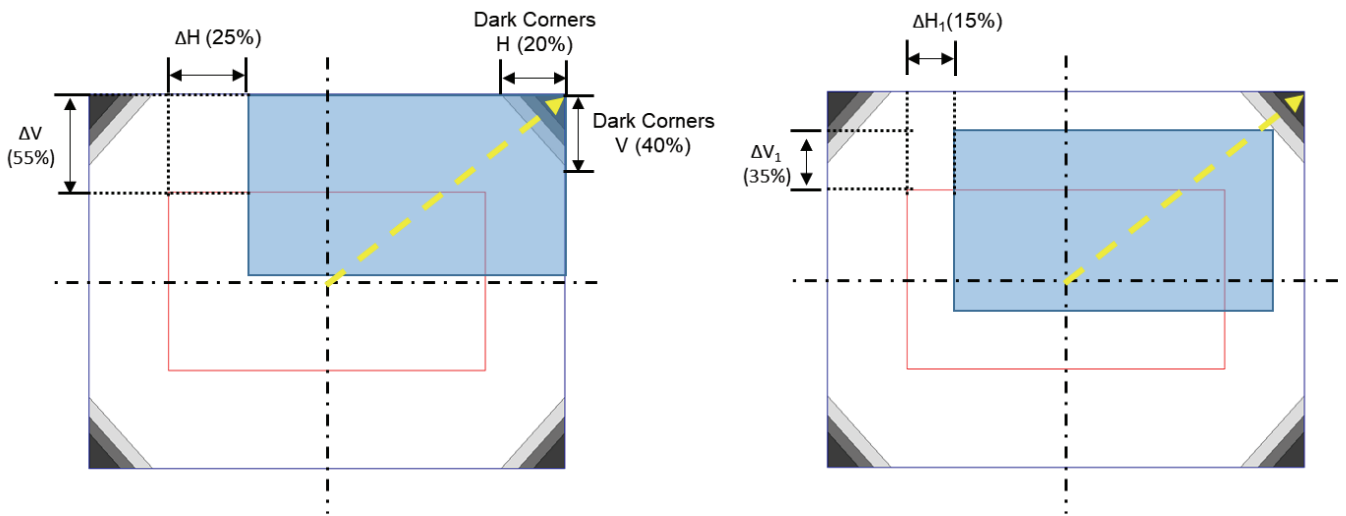 ΔH (25%)
Dark Corners
H (20%)
ΔV
(55%)
Dark Corners
V (40%)
ΔH₁(15%)
ΔV₁
(35%)